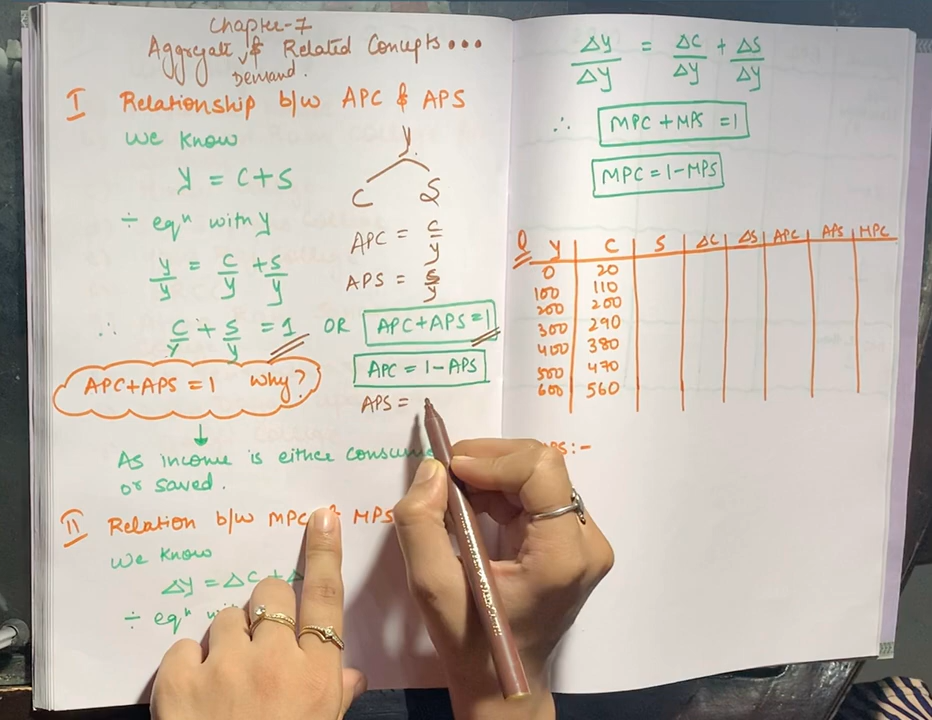 Chapter-7
Aggregate & Related Concepts...
Demand.
I Relationship b/w APC & APS
We know
y = C+S
÷ eqⁿ with y
y/y = C/y + S/y
∴ C/y + S/y = 1 OR APC+APS=1
y
C S
APC = C/y
APS = S/y
APC = 1-APS
APS =
APC+APS=1 why?
As income is either consume
or saved.
II Relation b/w MPC & MPS
We know
Δy = ΔC +
÷ eqⁿ
Δy/Δy = ΔC/Δy + ΔS/Δy
∴ MPC+MPS=1
MPC=1-MPS
Q Y C S ΔC ΔS APC APS MPC
0 20
100 110
200 200
300 290
400 380
500 470
600 560
:-